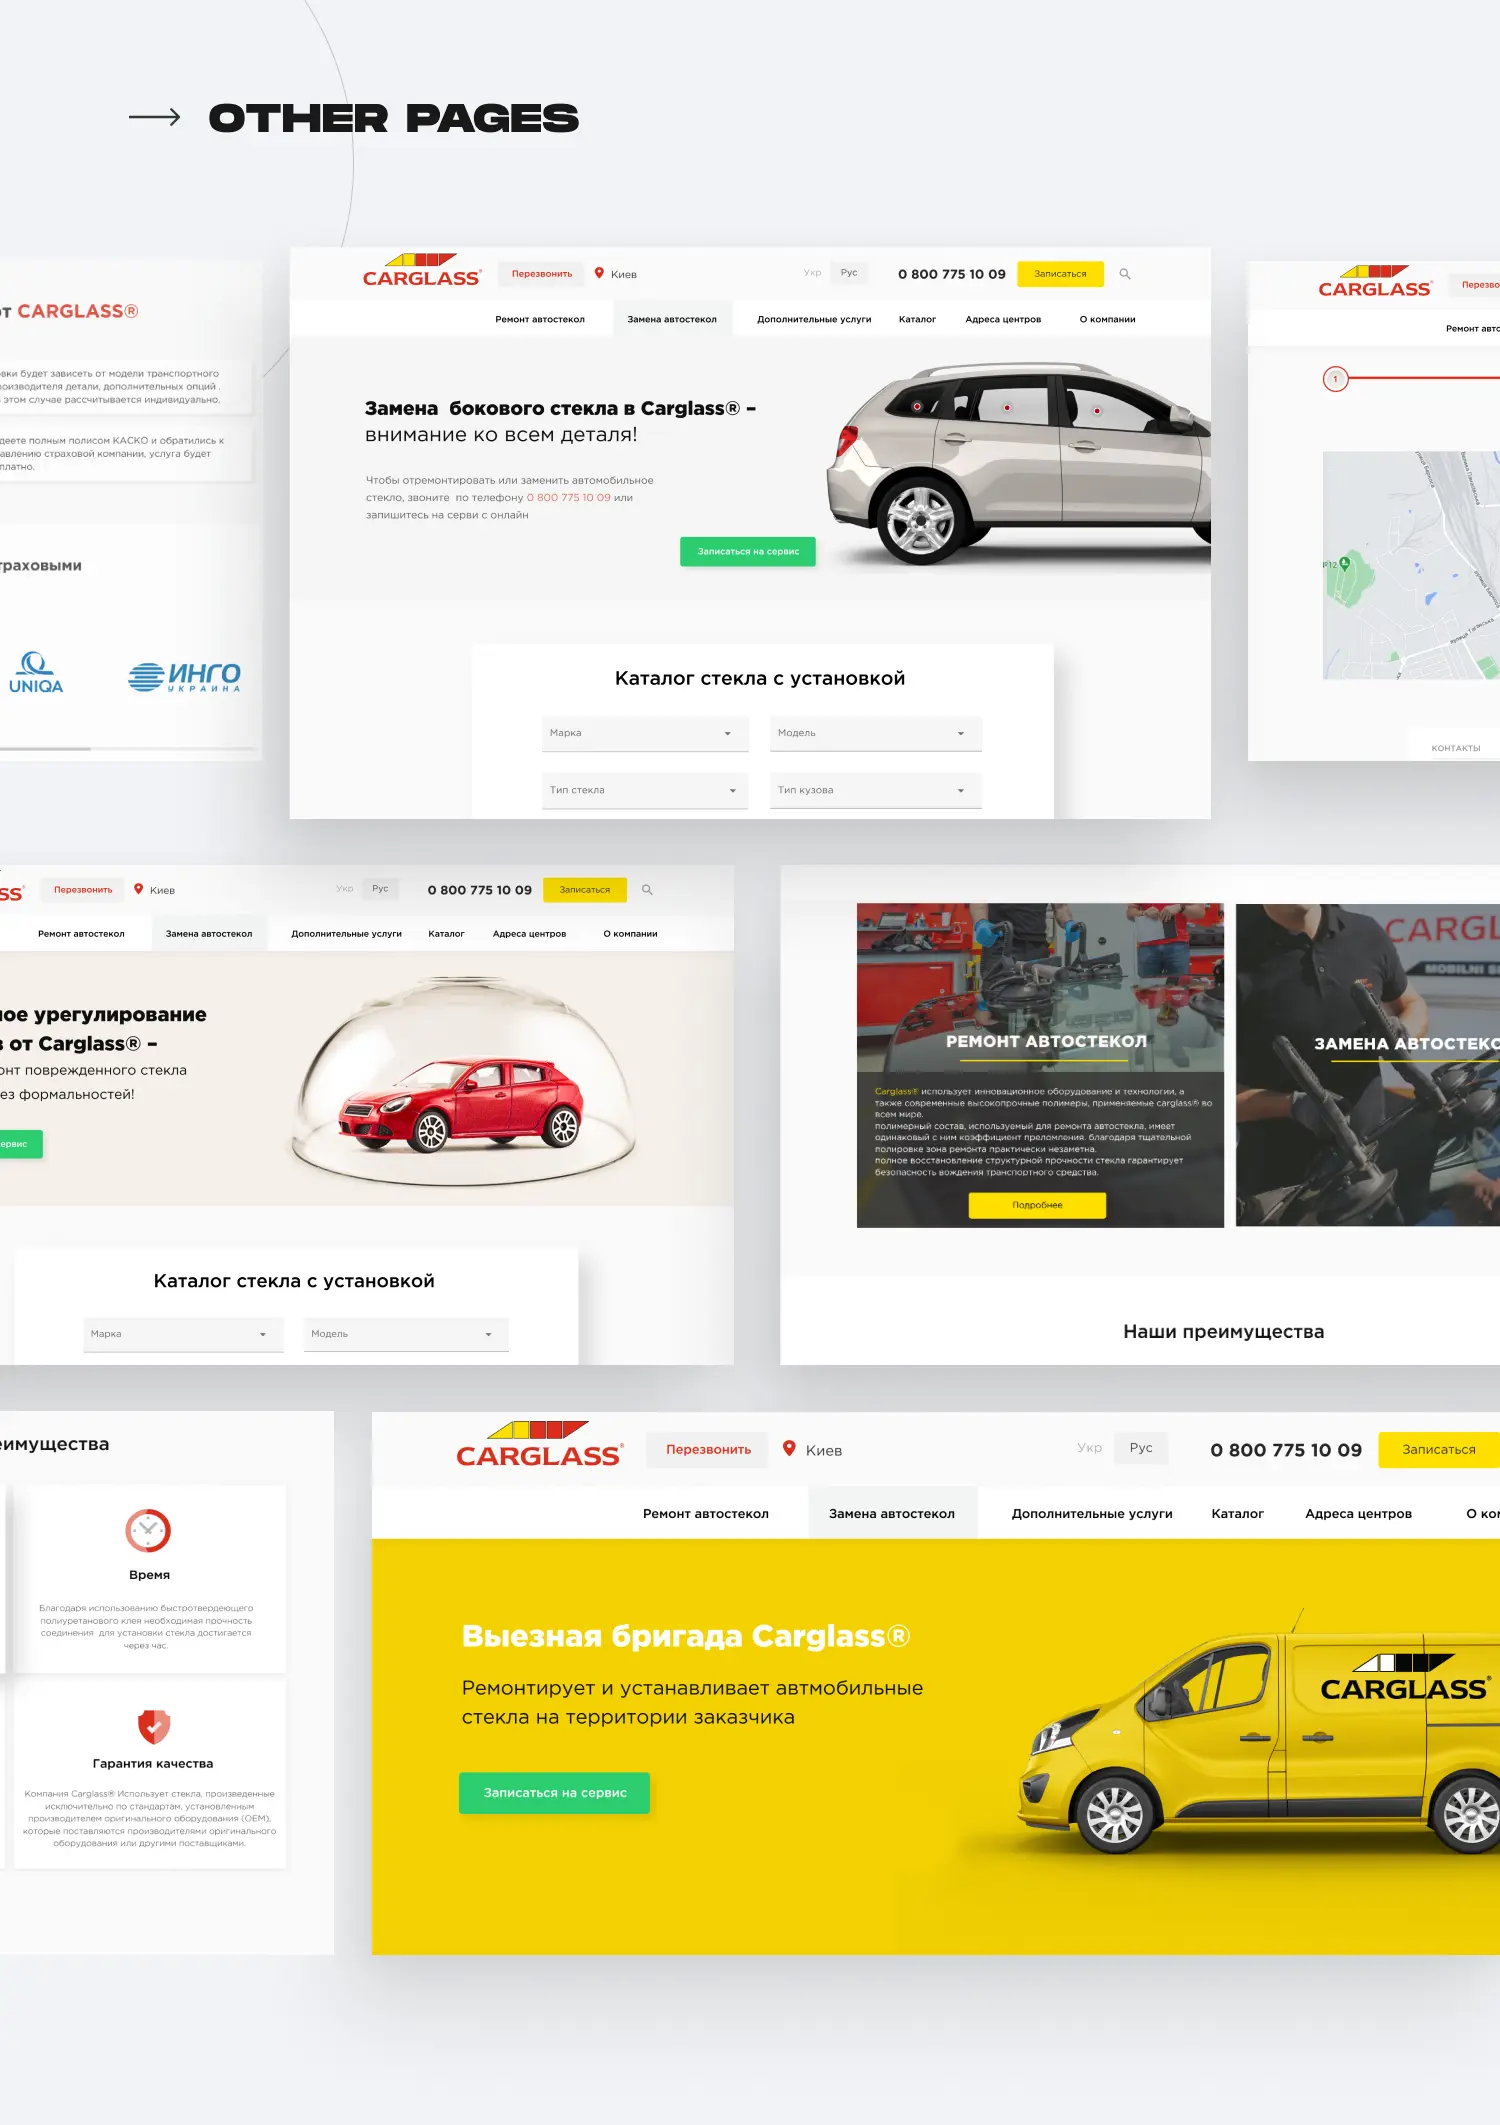 OTHER PAGES
от CARGLASS®
вки будет зависеть от модели транспортного
оизводителя детали, дополнительных опций .
этом случае рассчитывается индивидуально.
деете полным полисом КАСКО и обратились к
авлению страховой компании, услуга будет
платно.
траховыми
UNIQA
ИНГО
УКРАИНА
CARGLASS®
Перезвонить
Киев
Укр
Рус
0 800 775 10 09
Записаться
Ремонт автостекол
Замена автостекол
Дополнительные услуги
Каталог
Адреса центров
О компании
Замена бокового стекла в Carglass® –
внимание ко всем деталя!
Чтобы отремонтировать или заменить автомобильное
стекло, звоните по телефону 0 800 775 10 09 или
запишитесь на серви с онлайн
Записаться на сервис
Каталог стекла с установкой
Марка
Модель
Тип стекла
Тип кузова
CARGLASS®
Перезво
Ремонт авто
1
№12
улица Таганська
КОНТАКТЫ
SS®
Перезвонить
Киев
Укр
Рус
0 800 775 10 09
Записаться
Ремонт автостекол
Замена автостекол
Дополнительные услуги
Каталог
Адреса центров
О компании
ное урегулирование
в от Carglass® –
онт поврежденного стекла
ез формальностей!
ервис
Каталог стекла с установкой
Марка
Модель
CARGL
MOBILNI SE
РЕМОНТ АВТОСТЕКОЛ
Carglass® использует инновационное оборудование и технологии, а
также современные высокопрочные полимеры, применяемые carglass® во
всем мире.
полимерный состав, используемый для ремонта автостекла, имеет
одинаковый с ним коэффициент преломления. благодаря тщательной
полировке зона ремонта практически незаметна.
полное восстановление структурной прочности стекла гарантирует
безопасность вождения транспортного средства.
Подробнее
ЗАМЕНА АВТОСТЕКО
Наши преимущества
еимущества
Время
Благодаря использованию быстротвердеющего
полиуретанового клея необходимая прочность
соединения для установки стекла достигается
через час.
Гарантия качества
Компания Carglass® Использует стекла, произведенные
исключительно по стандартам, установленным
производителем оригинального оборудования (OEM),
которые поставляются производителями оригинального
оборудования или другими поставщиками.
CARGLASS®
Перезвонить
Киев
Укр
Рус
0 800 775 10 09
Записаться
Ремонт автостекол
Замена автостекол
Дополнительные услуги
Каталог
Адреса центров
О ком
Выезная бригада Carglass®
Ремонтирует и устанавливает автмобильные
стекла на территории заказчика
Записаться на сервис
CARGLASS®